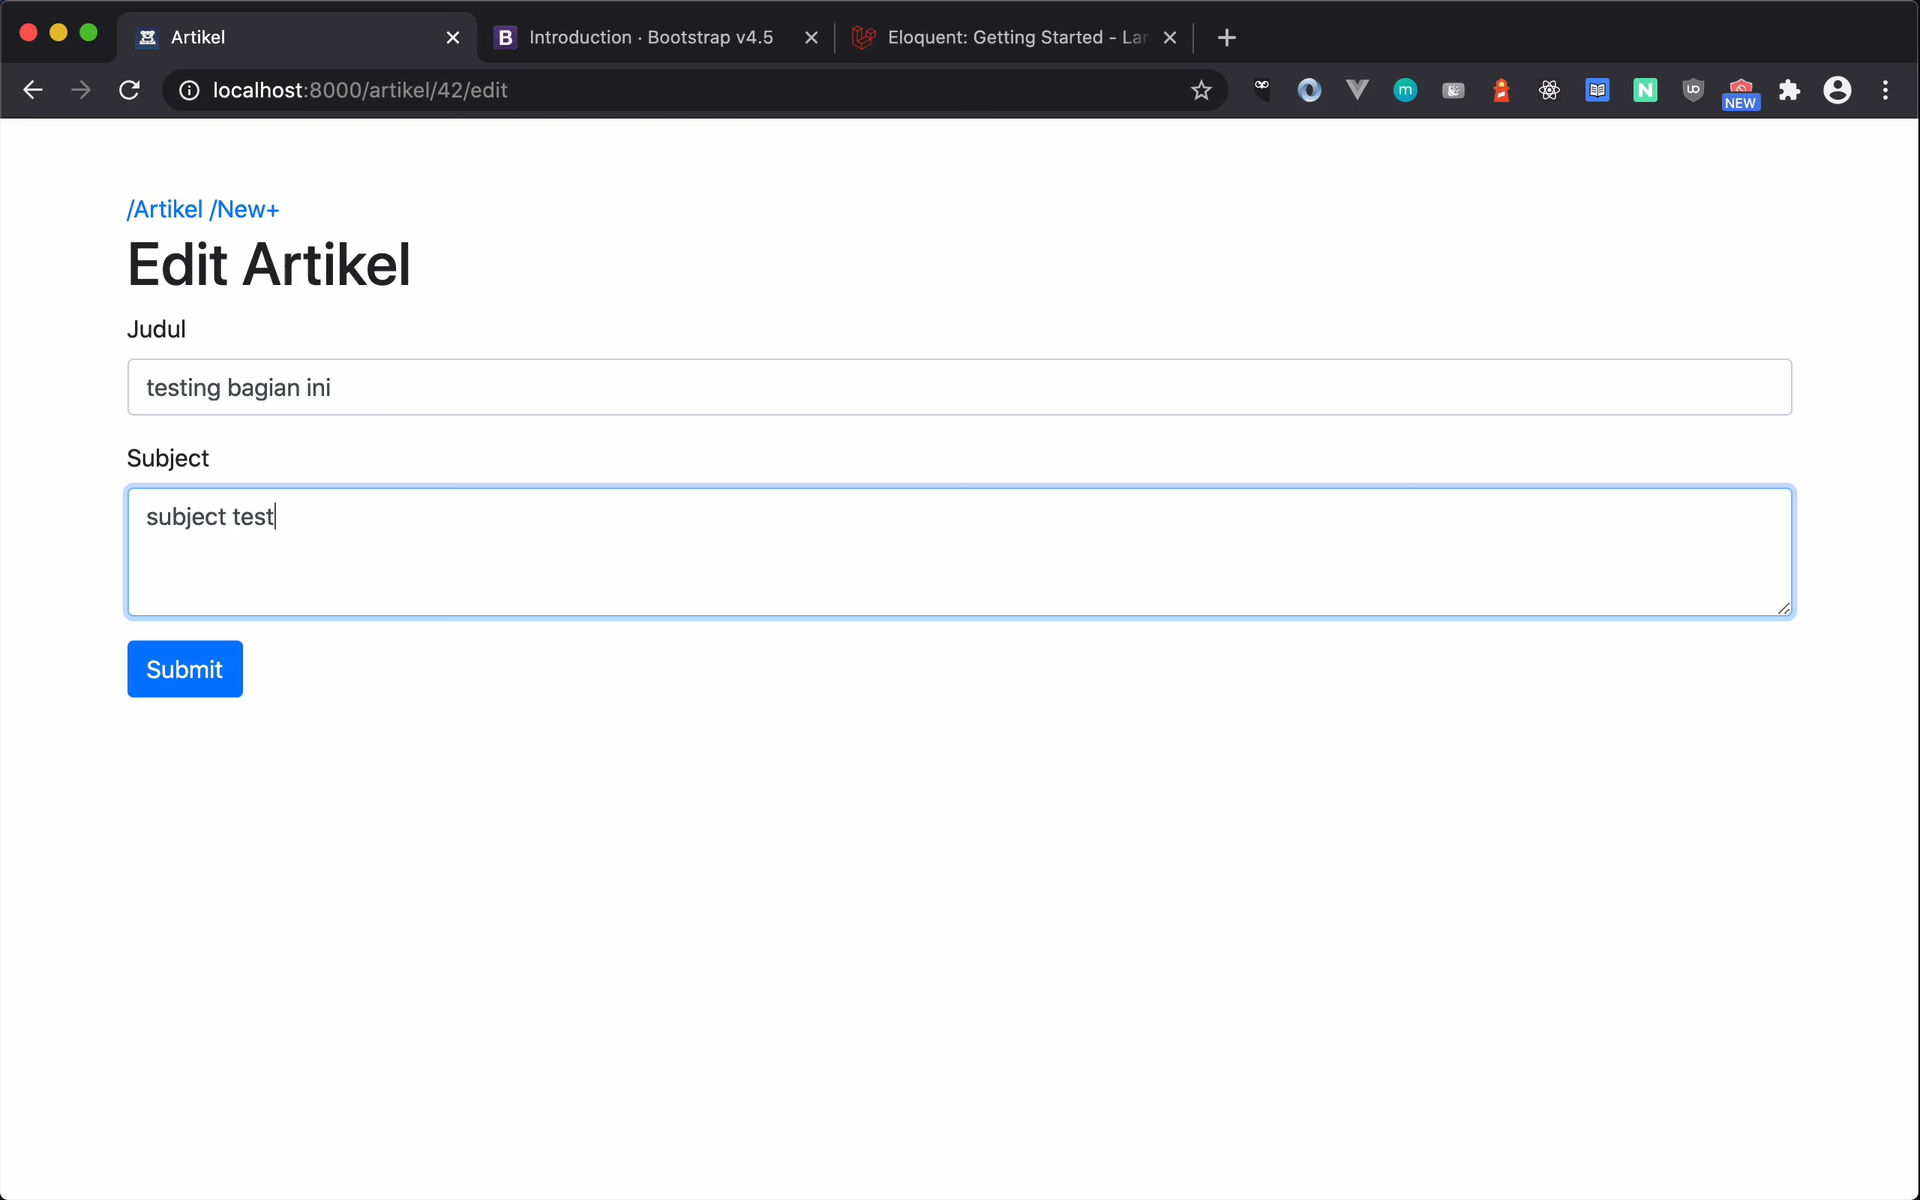 Artikel
Introduction · Bootstrap v4.5
Eloquent: Getting Started - Lar
localhost:8000/artikel/42/edit
NEW
/Artikel /New+
Edit Artikel
Judul
testing bagian ini
Subject
subject test
Submit